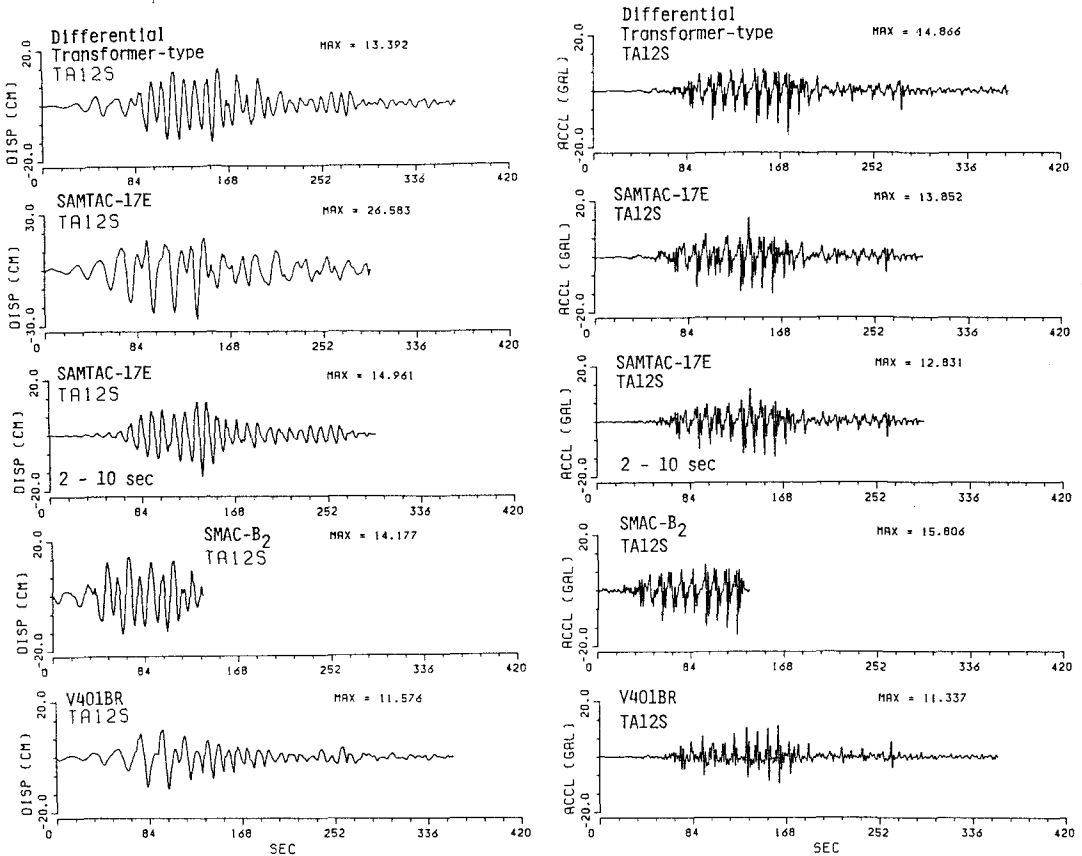 Differential
Transformer-type
TA12S
MAX = 13.392
20.0
DISP (CM)
-20.0
0 84 168 252 336 420
SAMTAC-17E
TA12S
MAX = 26.583
30.0
DISP (CM)
-30.0
0 84 168 252 336 420
SAMTAC-17E
TA12S
MAX = 14.961
20.0
DISP (CM)
-20.0
2 - 10 sec
0 84 168 252 336 420
SMAC-B2
TA12S
MAX = 14.177
20.0
DISP (CM)
-20.0
0 84 168 252 336 420
V401BR
TA12S
MAX = 11.576
20.0
DISP (CM)
-20.0
0 84 168 252 336 420
SEC
Differential
Transformer-type
TA12S
MAX = 14.866
20.0
ACCL (GAL)
-20.0
0 84 168 252 336 420
SAMTAC-17E
TA12S
MAX = 13.852
20.0
ACCL (GAL)
-20.0
0 84 168 252 336 420
SAMTAC-17E
TA12S
MAX = 12.831
20.0
ACCL (GAL)
-20.0
2 - 10 sec
0 84 168 252 336 420
SMAC-B2
TA12S
MAX = 15.806
20.0
ACCL (GAL)
-20.0
0 84 168 252 336 420
V401BR
TA12S
MAX = 11.337
20.0
ACCL (GAL)
-20.0
0 84 168 252 336 420
SEC